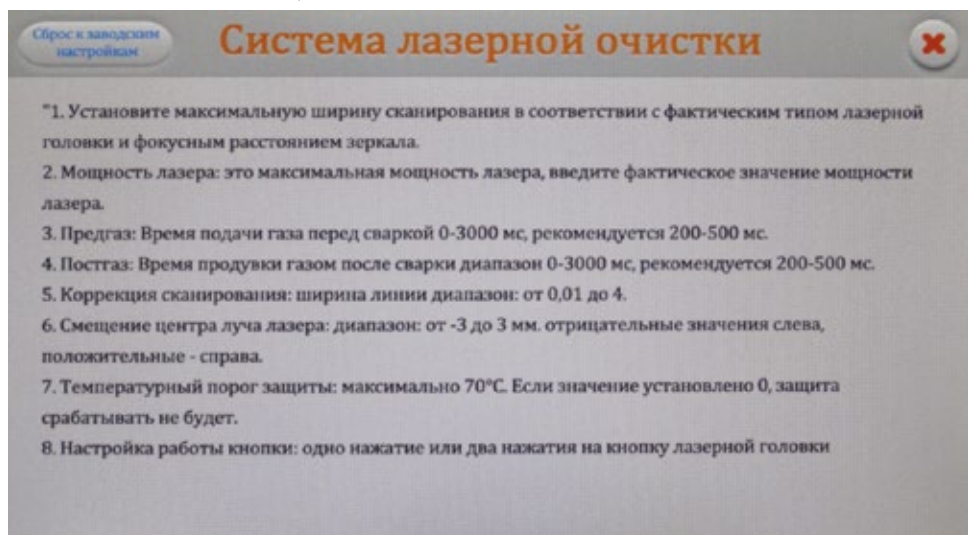 Сброс к заводским
настройкам
Система лазерной очистки
"1. Установите максимальную ширину сканирования в соответствии с фактическим типом лазерной
головки и фокусным расстоянием зеркала.
2. Мощность лазера: это максимальная мощность лазера, введите фактическое значение мощности
лазера.
3. Предгаз: Время подачи газа перед сваркой 0-3000 мс, рекомендуется 200-500 мс.
4. Постгаз: Время продувки газом после сварки диапазон 0-3000 мс, рекомендуется 200-500 мс.
5. Коррекция сканирования: ширина линии диапазон: от 0,01 до 4.
6. Смещение центра луча лазера: диапазон: от -3 до 3 мм. отрицательные значения слева,
положительные - справа.
7. Температурный порог защиты: максимально 70°C. Если значение установлено 0, защита
срабатывать не будет.
8. Настройка работы кнопки: одно нажатие или два нажатия на кнопку лазерной головки